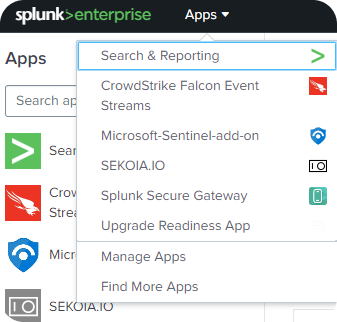 splunk>enterprise Apps
Apps
Search & Reporting
CrowdStrike Falcon Event
Streams
Microsoft-Sentinel-add-on
SEKOIA.IO
Splunk Secure Gateway
Upgrade Readiness App
Manage Apps
Find More Apps
Search ap
Sear
Crow
Strea
Micr
SEKOIA.IO